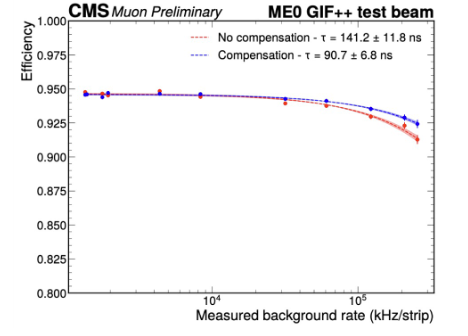 CMS Muon Preliminary ME0 GIF++ test beam
No compensation - τ = 141.2 ± 11.8 ns
Compensation - τ = 90.7 ± 6.8 ns
Efficiency
1.000
0.975
0.950
0.925
0.900
0.875
0.850
0.825
0.800
10⁴ 10⁵
Measured background rate (kHz/strip)